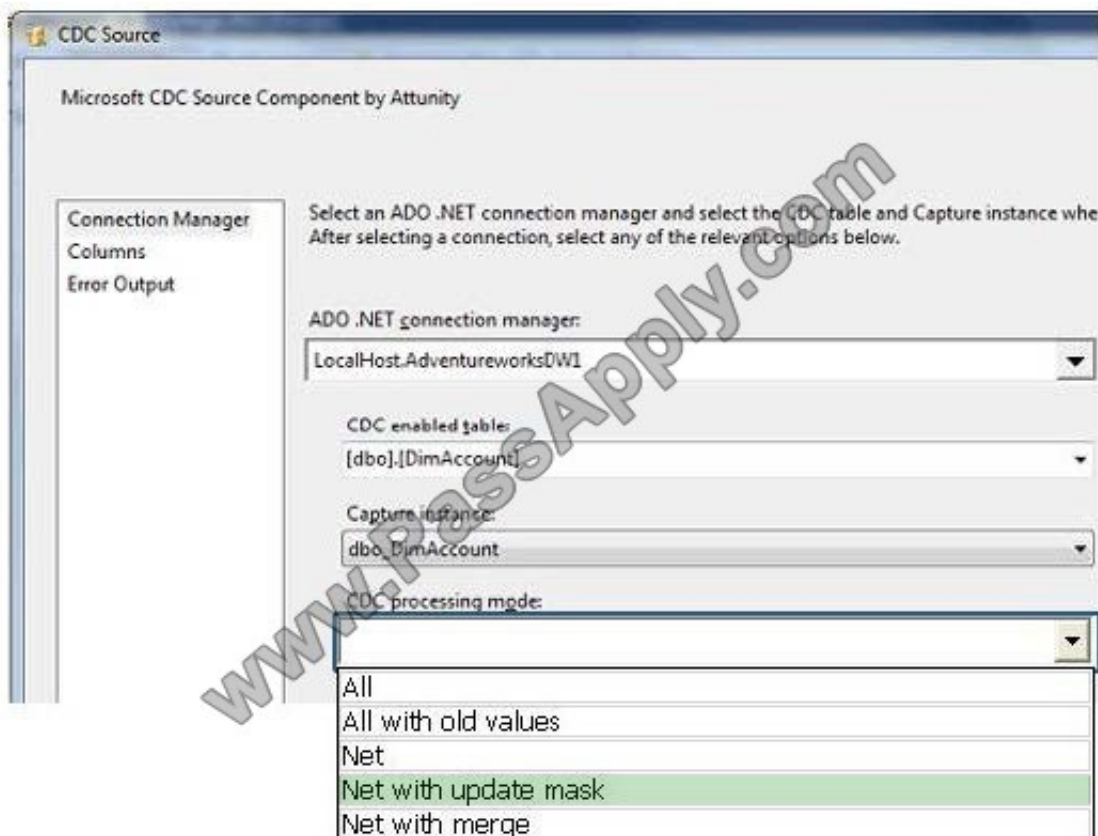 CDC Source
Microsoft CDC Source Component by Attunity
Connection Manager
Columns
Error Output
Select an ADO .NET connection manager and select the CDC table and Capture instance whe
After selecting a connection, select any of the relevant options below.
ADO .NET connection manager:
LocalHost.AdventureworksDW1
CDC enabled table:
[dbo].[DimAccount]
Capture instance:
dbo_DimAccount
CDC processing mode:
All
All with old values
Net
Net with update mask
Net with merge
www.PassApply.com